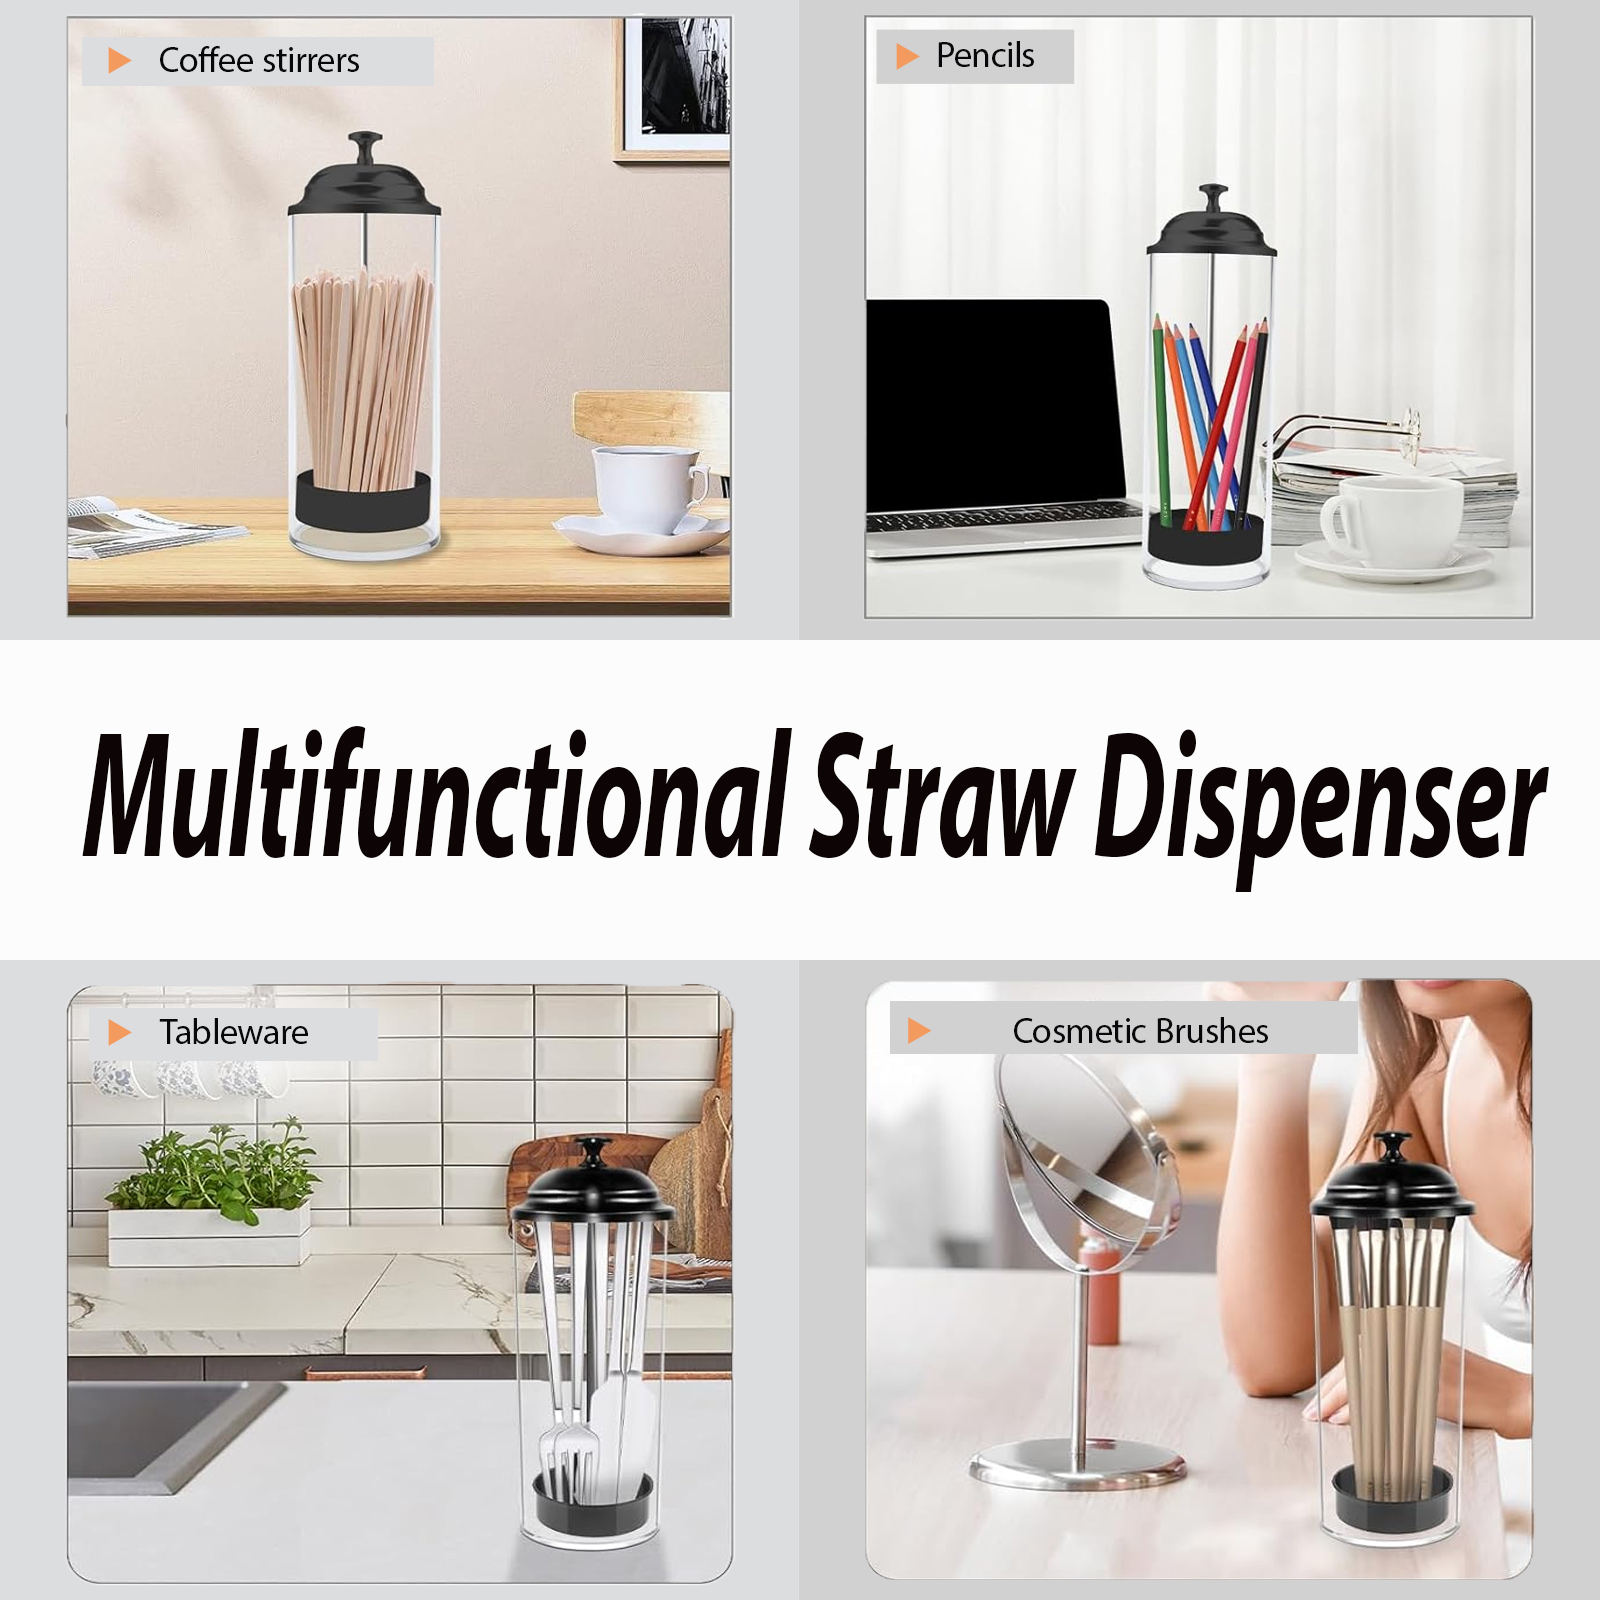 Coffee stirrers
Pencils
Multifunctional Straw Dispenser
Tableware
Cosmetic Brushes